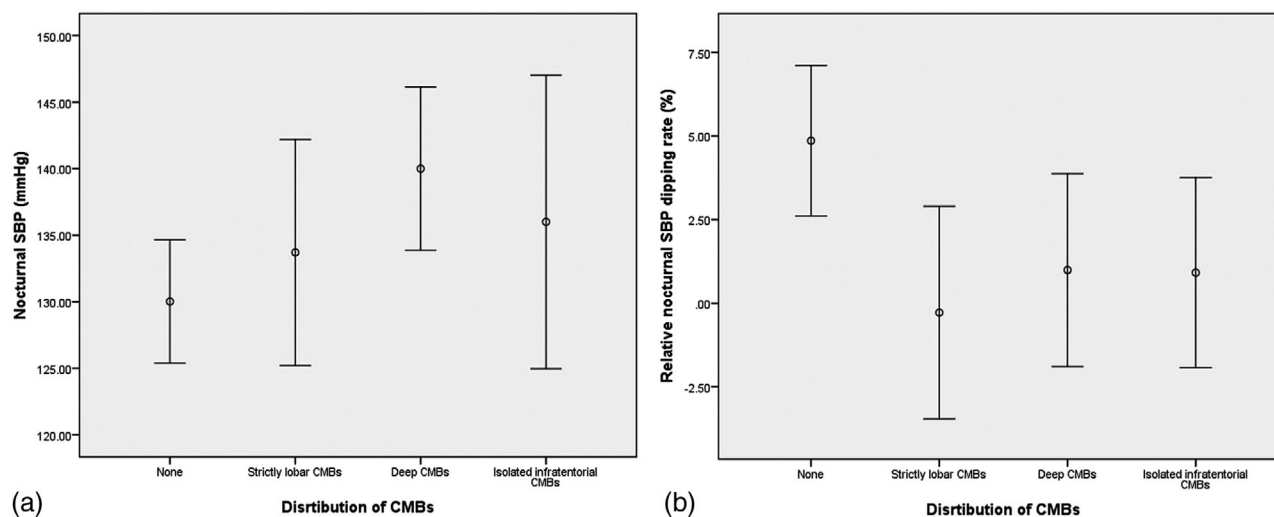 150.00
145.00
140.00
135.00
130.00
125.00
120.00
Nocturnal SBP (mmHg)
None
Strictly lobar CMBs
Deep CMBs
Isolated infratentorial
CMBs
Disrtibution of CMBs
(a)
7.50
5.00
2.50
.00
-2.50
Relative nocturnal SBP dipping rate (%)
None
Strictly lobar CMBs
Deep CMBs
Isolated infratentorial
CMBs
Disrtibution of CMBs
(b)